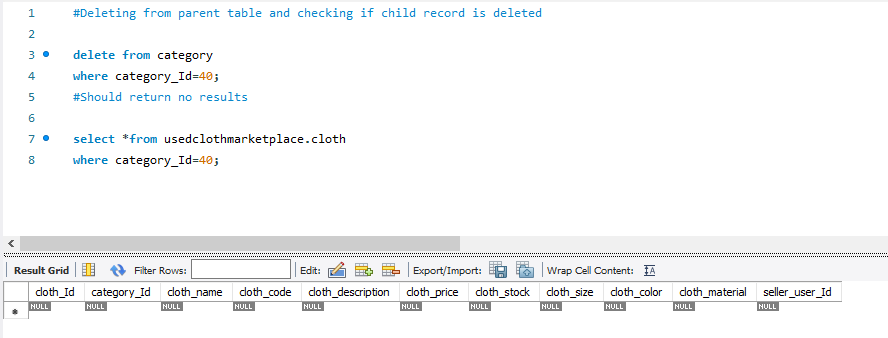 1 #Deleting from parent table and checking if child record is deleted
2
3 delete from category
4 where category_Id=40;
5 #Should return no results
6
7 select *from usedclothmarketplace.cloth
8 where category_Id=40;
Result Grid Filter Rows: Edit: Export/Import: Wrap Cell Content: IA
cloth_Id category_Id cloth_name cloth_code cloth_description cloth_price cloth_stock cloth_size cloth_color cloth_material seller_user_Id
* NULL NULL NULL NULL NULL NULL NULL NULL NULL NULL NULL